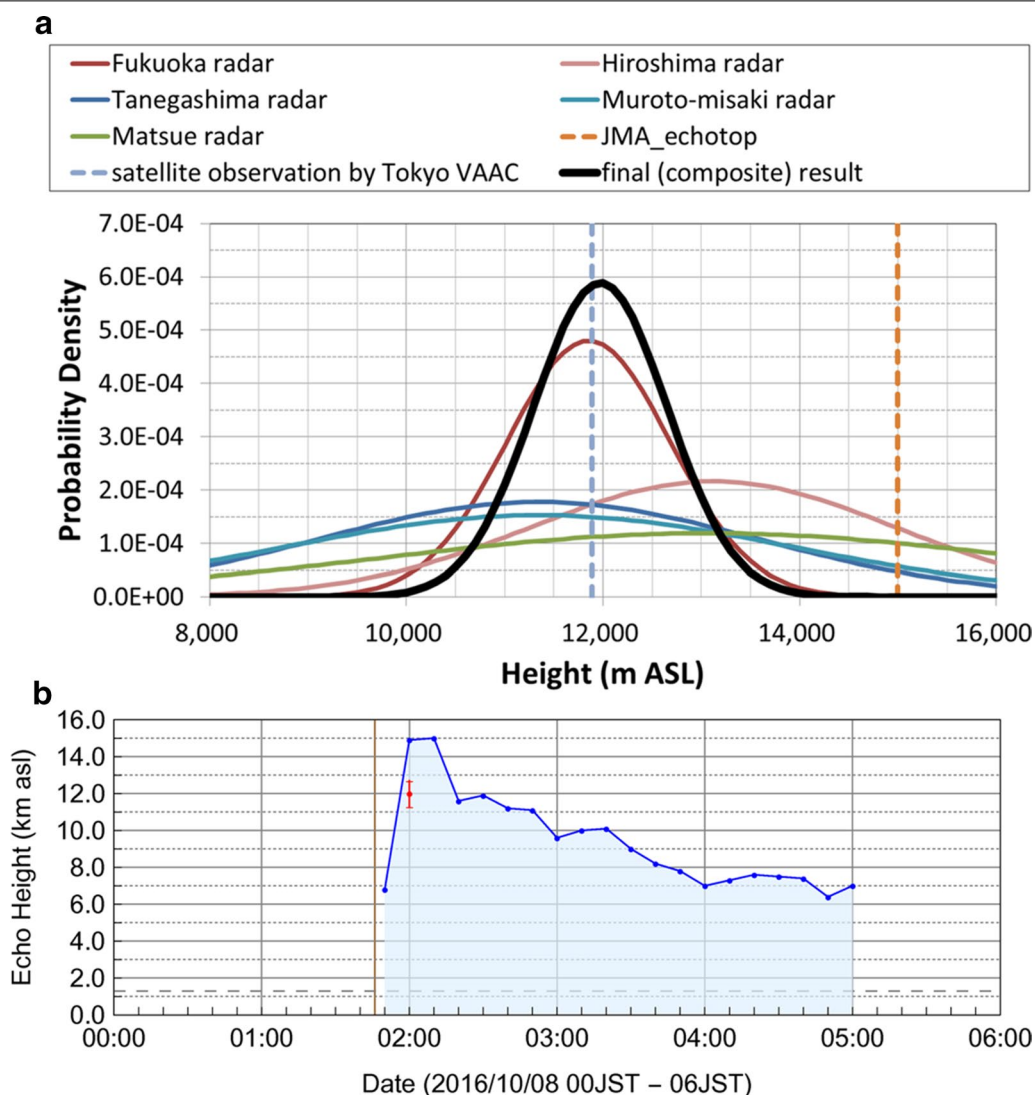 a
Fukuoka radar Hiroshima radar
Tanegashima radar Muroto-misaki radar
Matsue radar JMA_echotop
satellite observation by Tokyo VAAC final (composite) result
7.0E-04
6.0E-04
5.0E-04
4.0E-04
3.0E-04
2.0E-04
1.0E-04
0.0E+00
Probability Density
8,000 10,000 12,000 14,000 16,000
Height (m ASL)
b
16.0
14.0
12.0
10.0
8.0
6.0
4.0
2.0
0.0
Echo Height (km asl)
00:00 01:00 02:00 03:00 04:00 05:00 06:00
Date (2016/10/08 00JST – 06JST)